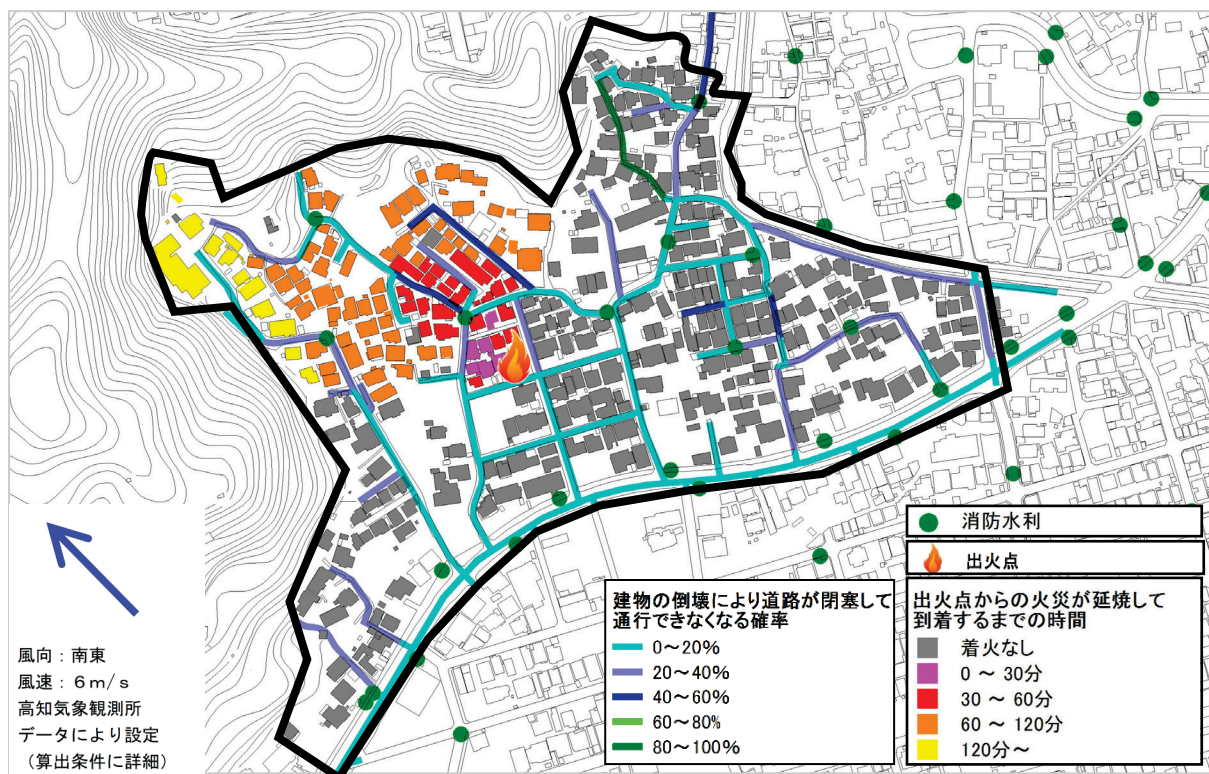 風向：南東
風速：６ｍ/ｓ
高知気象観測所
データにより設定
（算出条件に詳細）
建物の倒壊により道路が閉塞して
通行できなくなる確率
0～20％
20～40％
40～60％
60～80％
80～100％
消防水利
出火点
出火点からの火災が延焼して
到着するまでの時間
着火なし
0 ～ 30分
30 ～ 60分
60 ～ 120分
120分～